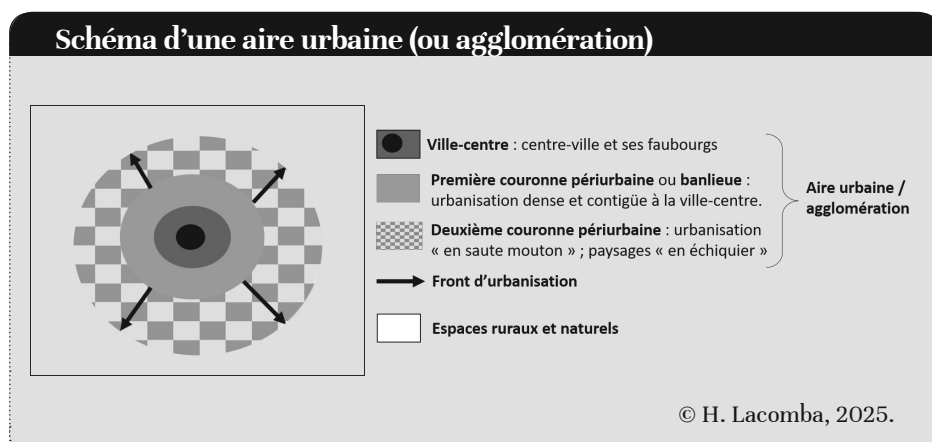 Schéma d'une aire urbaine (ou agglomération)
Ville-centre : centre-ville et ses faubourgs
Première couronne périurbaine ou banlieue :
urbanisation dense et contigüe à la ville-centre.
Deuxième couronne périurbaine : urbanisation
« en saute mouton » ; paysages « en échiquier »
Aire urbaine /
agglomération
Front d'urbanisation
Espaces ruraux et naturels
© H. Lacomba, 2025.